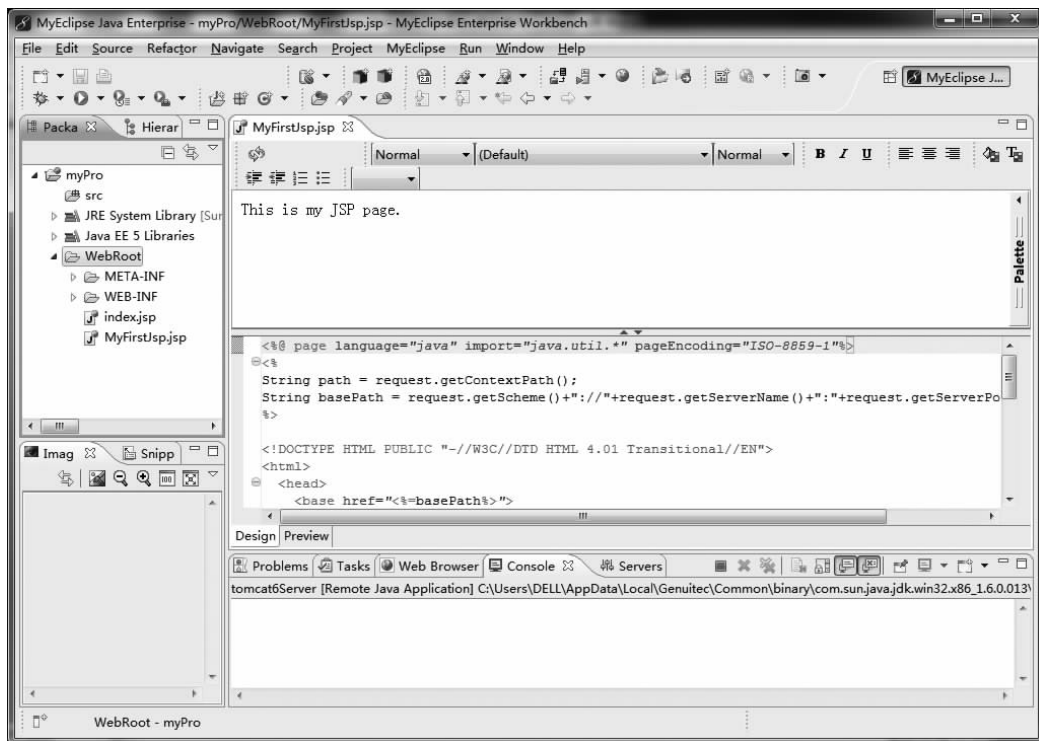 MyEclipse Java Enterprise - myPro/WebRoot/MyFirstJsp.jsp - MyEclipse Enterprise Workbench
File Edit Source Refactor Navigate Search Project MyEclipse Run Window Help
MyEclipse J...
Packa
Hierar
MyFirstJsp.jsp
Normal
(Default)
Normal
B I U
myPro
src
JRE System Library [Sur
Java EE 5 Libraries
WebRoot
META-INF
WEB-INF
index.jsp
MyFirstJsp.jsp
This is my JSP page.
Palette
<%@ page language="java" import="java.util.*" pageEncoding="ISO-8859-1"%>
<%
String path = request.getContextPath();
String basePath = request.getScheme()+"://"+request.getServerName()+":"+request.getServerPo
%>
<!DOCTYPE HTML PUBLIC "-//W3C//DTD HTML 4.01 Transitional//EN">
<html>
<head>
<base href="<%=basePath%>">
Design Preview
Imag
Snipp
Problems Tasks Web Browser Console Servers
tomcat6Server [Remote Java Application] C:\Users\DELL\AppData\Local\Genuitec\Common\binary\com.sun.java.jdk.win32.x86_1.6.0.013\
WebRoot - myPro